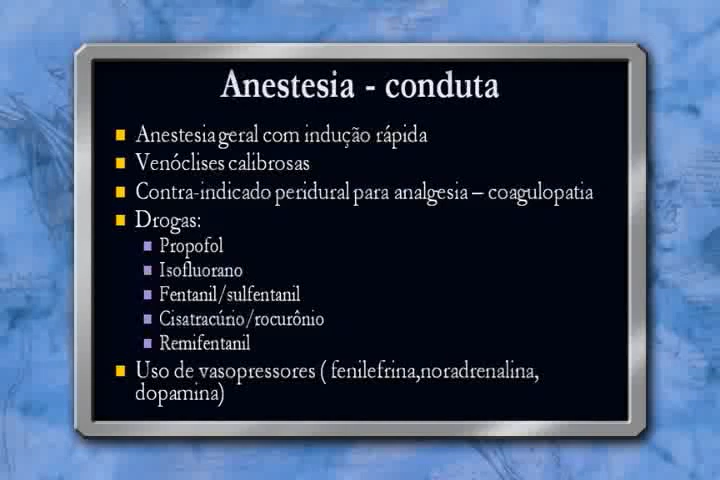 Anestesia - conduta
Anestesia geral com indução rápida
Venóclises calibrosas
Contra-indicado peridural para analgesia – coagulopatia
Drogas:
Propofol
Isofluorano
Fentanil/sulfentanil
Cisatracúrio/rocurônio
Remifentanil
Uso de vasopressores ( fenilefrina,noradrenalina,
dopamina)